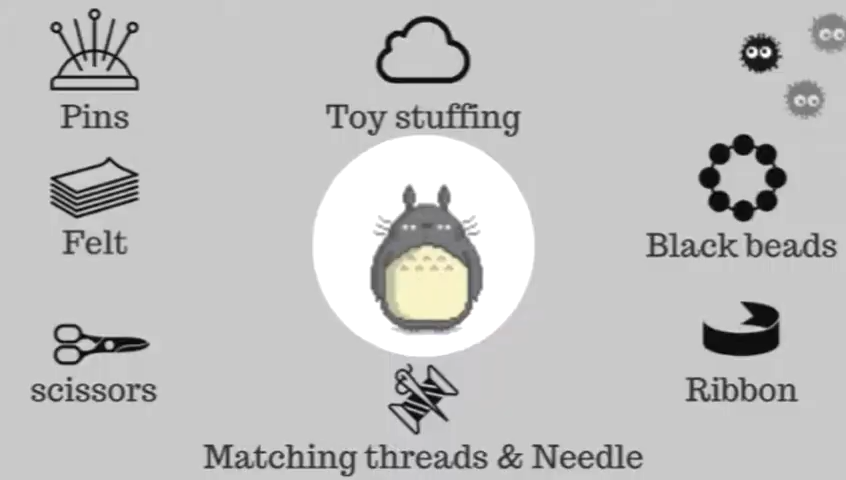 Pins
Toy stuffing
Felt
Black beads
scissors
Ribbon
Matching threads & Needle